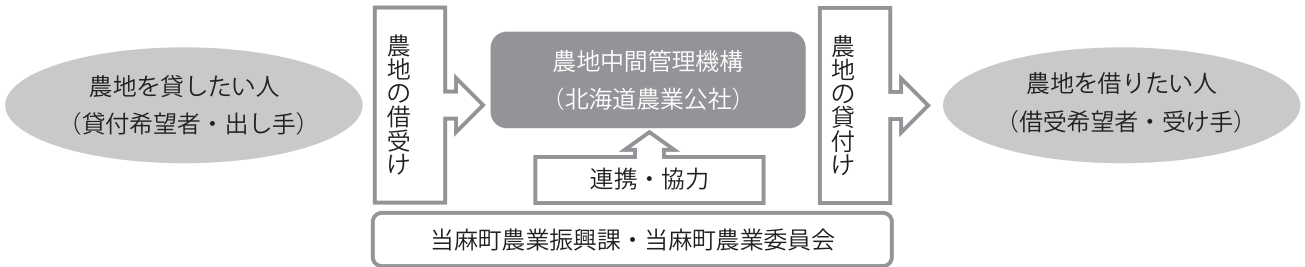 農地を貸したい人
（貸付希望者・出し手）
農地の借受け
農地中間管理機構
（北海道農業公社）
農地の貸付け
農地を借りたい人
（借受希望者・受け手）
連携・協力
当麻町農業振興課・当麻町農業委員会